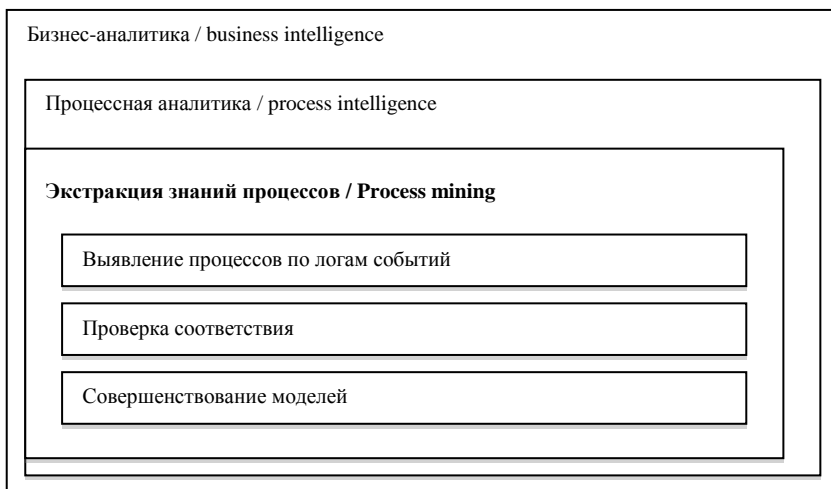 Бизнес-аналитика / business intelligence
Процессная аналитика / process intelligence
Экстракция знаний процессов / Process mining
Выявление процессов по логам событий
Проверка соответствия
Совершенствование моделей